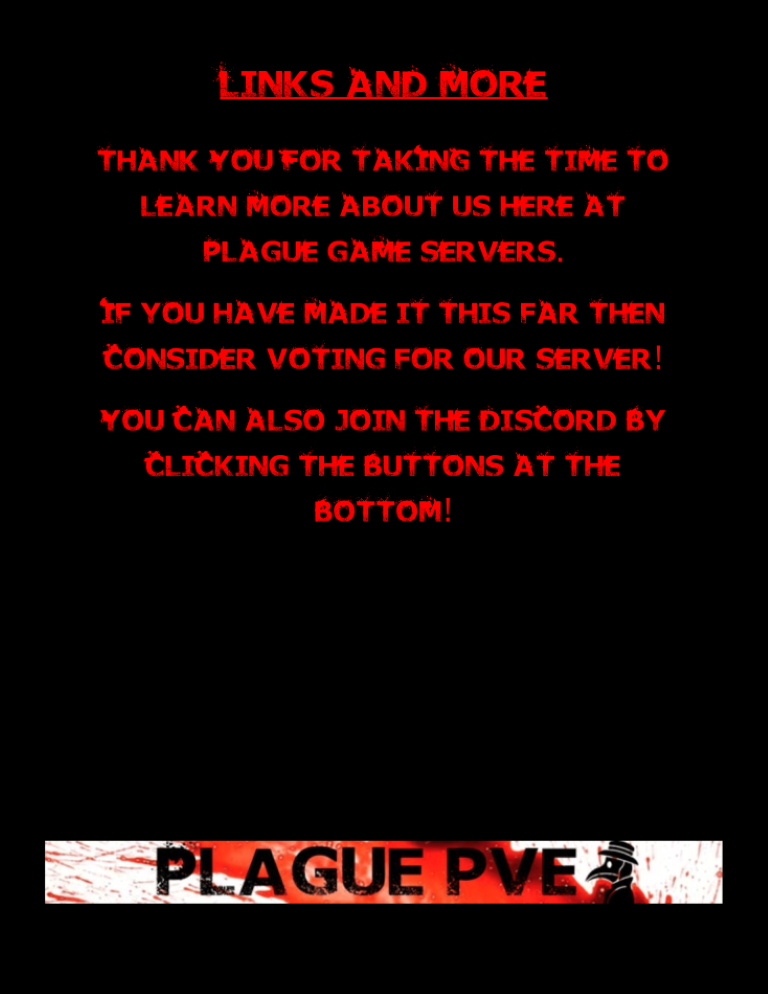 LINKS AND MORE
THANK YOU FOR TAKING THE TIME TO
LEARN MORE ABOUT US HERE AT
PLAGUE GAME SERVERS.
IF YOU HAVE MADE IT THIS FAR THEN
CONSIDER VOTING FOR OUR SERVER!
YOU CAN ALSO JOIN THE DISCORD BY
CLICKING THE BUTTONS AT THE
BOTTOM!
PLAGUE PVE